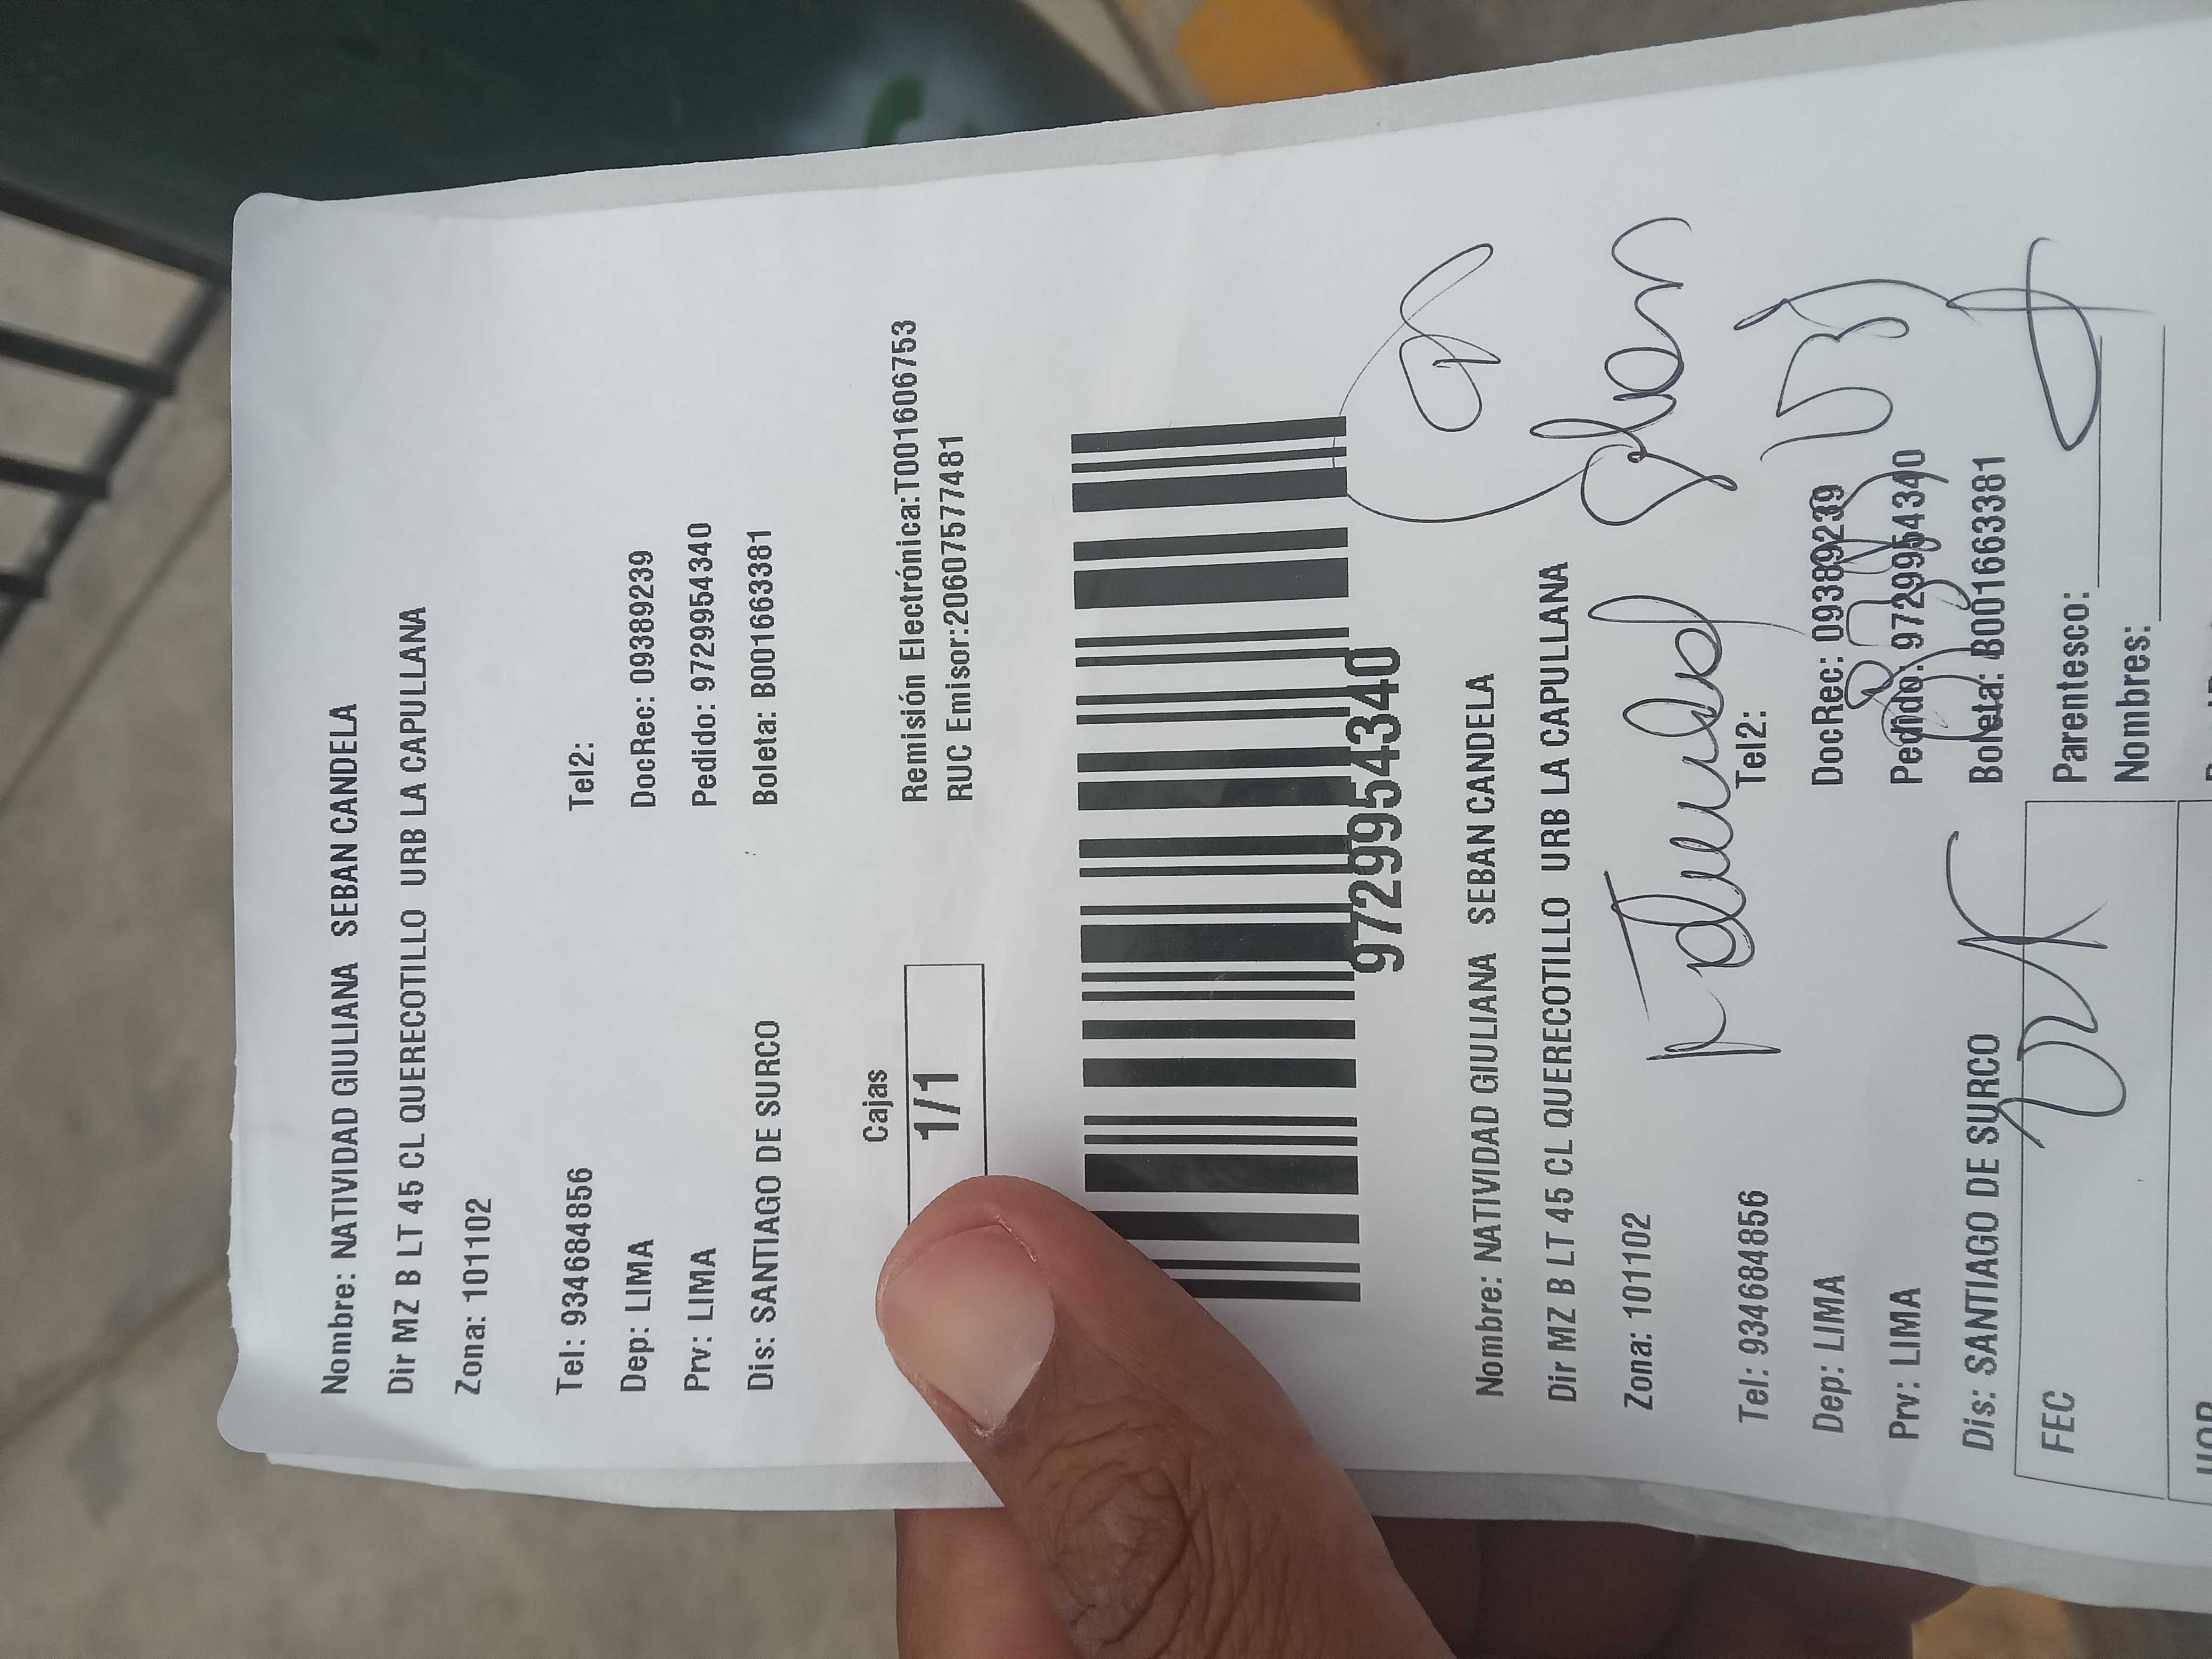 Nombre: NATIVIDAD GIULIANA SEBAN CANDELA
Dir MZ B LT 45 CL QUERECOTILLO URB LA CAPULLANA
Zona: 101102
Tel: 934684856 Tel2:
Dep: LIMA DocRec: 09389239
Prv: LIMA Pedido: 97299954340
Dis: SANTIAGO DE SURCO Boleta: B001663381
Cajas
1/1
Remisión Electrónica:T001606753
RUC Emisor:20607577481
97299954340
Nombre: NATIVIDAD GIULIANA SEBAN CANDELA
Dir MZ B LT 45 CL QUERECOTILLO URB LA CAPULLANA
Zona: 101102
Tel: 934684856 Tel2:
Dep: LIMA DocRec: 09389239
Prv: LIMA Pedido: 97299954340
Dis: SANTIAGO DE SURCO Boleta: B001663381
FEC Parentesco:
Nombres: